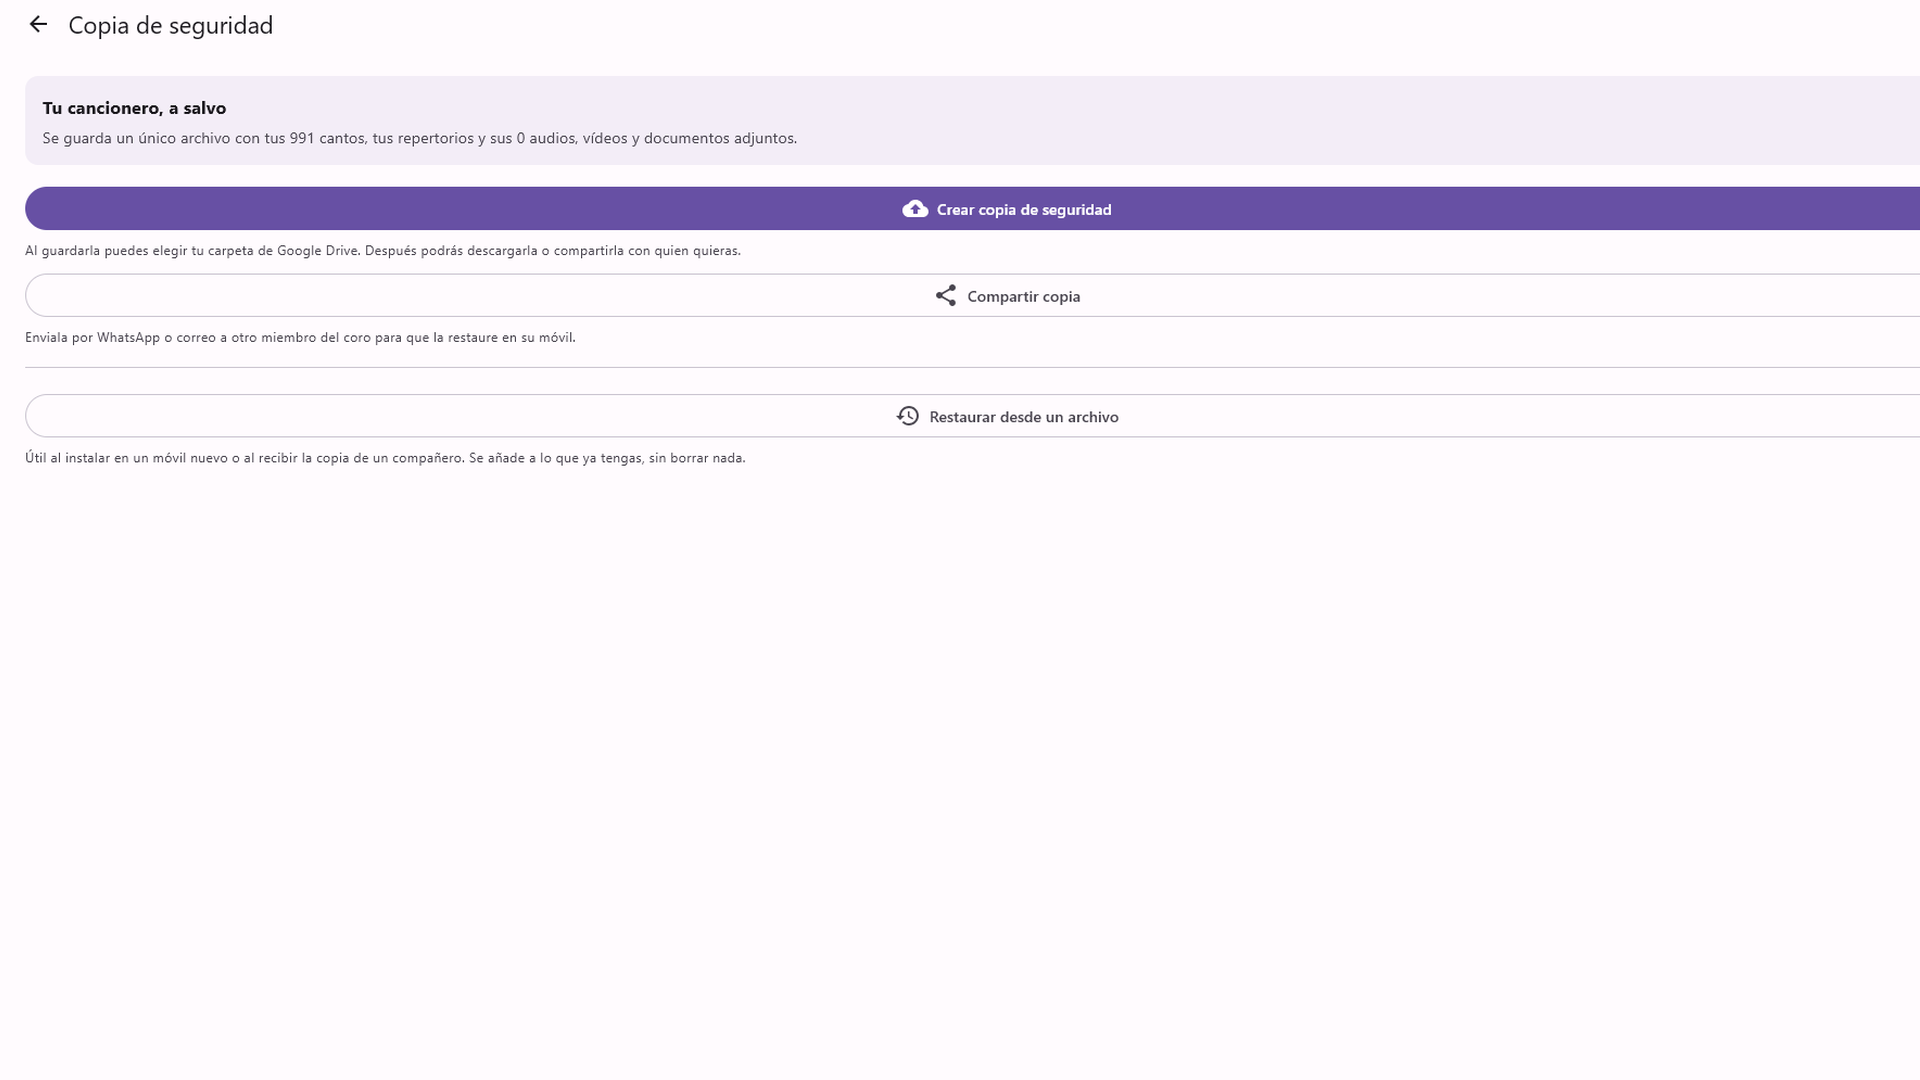 Copia de seguridad
Tu cancionero, a salvo
Se guarda un único archivo con tus 991 cantos, tus repertorios y sus 0 audios, vídeos y documentos adjuntos.
Crear copia de seguridad
Al guardarla puedes elegir tu carpeta de Google Drive. Después podrás descargarla o compartirla con quien quieras.
Compartir copia
Enviala por WhatsApp o correo a otro miembro del coro para que la restaure en su móvil.
Restaurar desde un archivo
Útil al instalar en un móvil nuevo o al recibir la copia de un compañero. Se añade a lo que ya tengas, sin borrar nada.